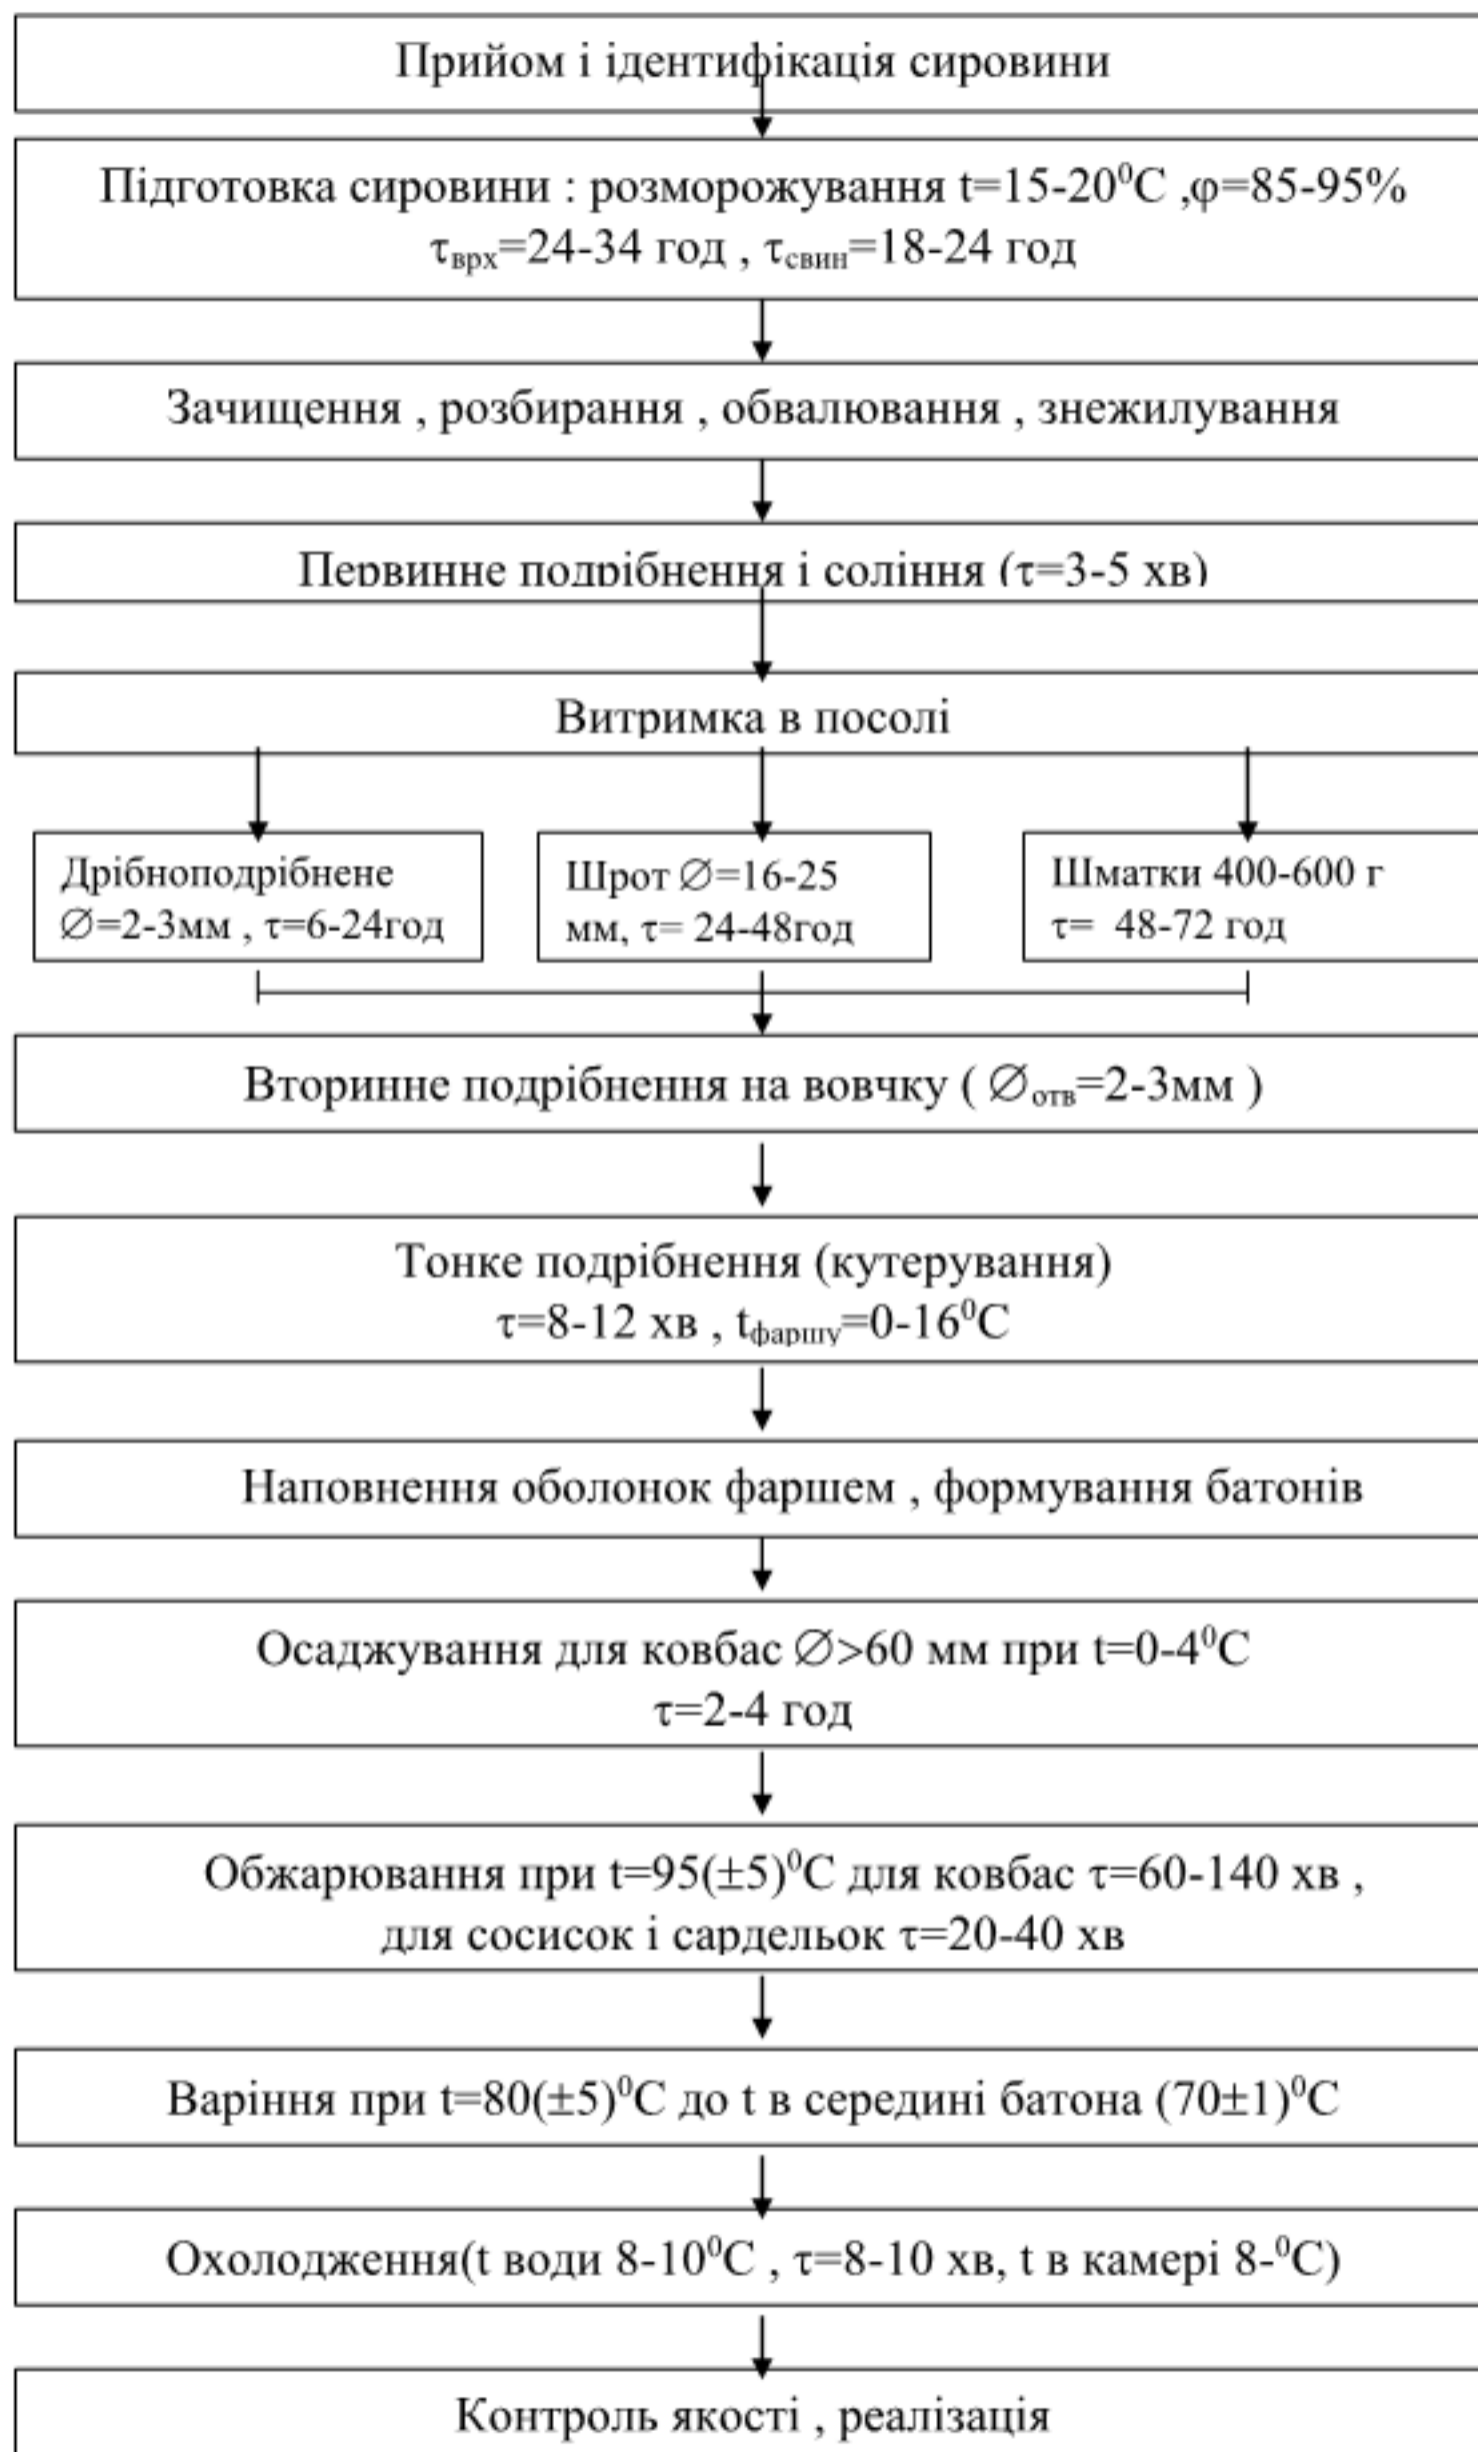 Прийом і ідентифікація сировини
Підготовка сировини : розморожування t=15-20⁰С ,φ=85-95%
τврх=24-34 год , τсвин=18-24 год
Зачищення , розбирання , обвалювання , знежилування
Первинне подрібнення і соління (τ=3-5 хв)
Витримка в посолі
Дрібноподрібнене
∅=2-3мм , τ=6-24год
Шрот ∅=16-25
мм, τ= 24-48год
Шматки 400-600 г
τ= 48-72 год
Вторинне подрібнення на вовчку ( ∅отв=2-3мм )
Тонке подрібнення (кутерування)
τ=8-12 хв , tфаршу=0-16⁰С
Наповнення оболонок фаршем , формування батонів
Осаджування для ковбас ∅>60 мм при t=0-4⁰С
τ=2-4 год
Обжарювання при t=95(±5)⁰С для ковбас τ=60-140 хв ,
для сосисок і сардельок τ=20-40 хв
Варіння при t=80(±5)⁰С до t в середині батона (70±1)⁰С
Охолодження(t води 8-10⁰С , τ=8-10 хв, t в камері 8-⁰С)
Контроль якості , реалізація